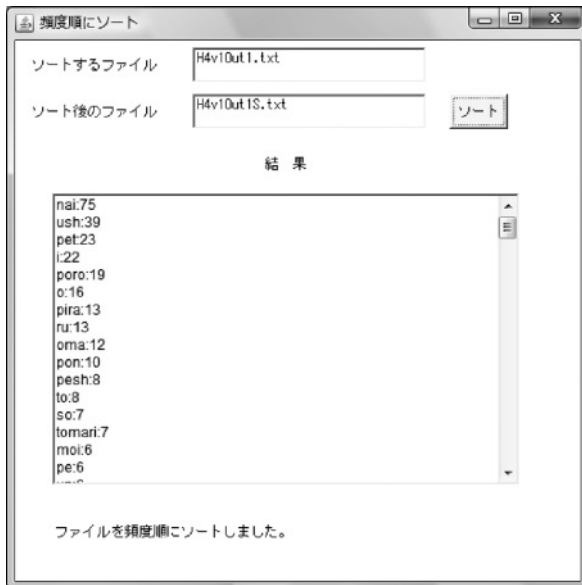 頻度順にソート
ソートするファイル
H4v1Out1.txt
ソート後のファイル
H4v1Out1S.txt
ソート
結 果
nai:75
ush:39
pet:23
i:22
poro:19
o:16
pira:13
ru:13
oma:12
pon:10
pesh:8
to:8
so:7
tomari:7
moi:6
pe:6
ファイルを頻度順にソートしました。